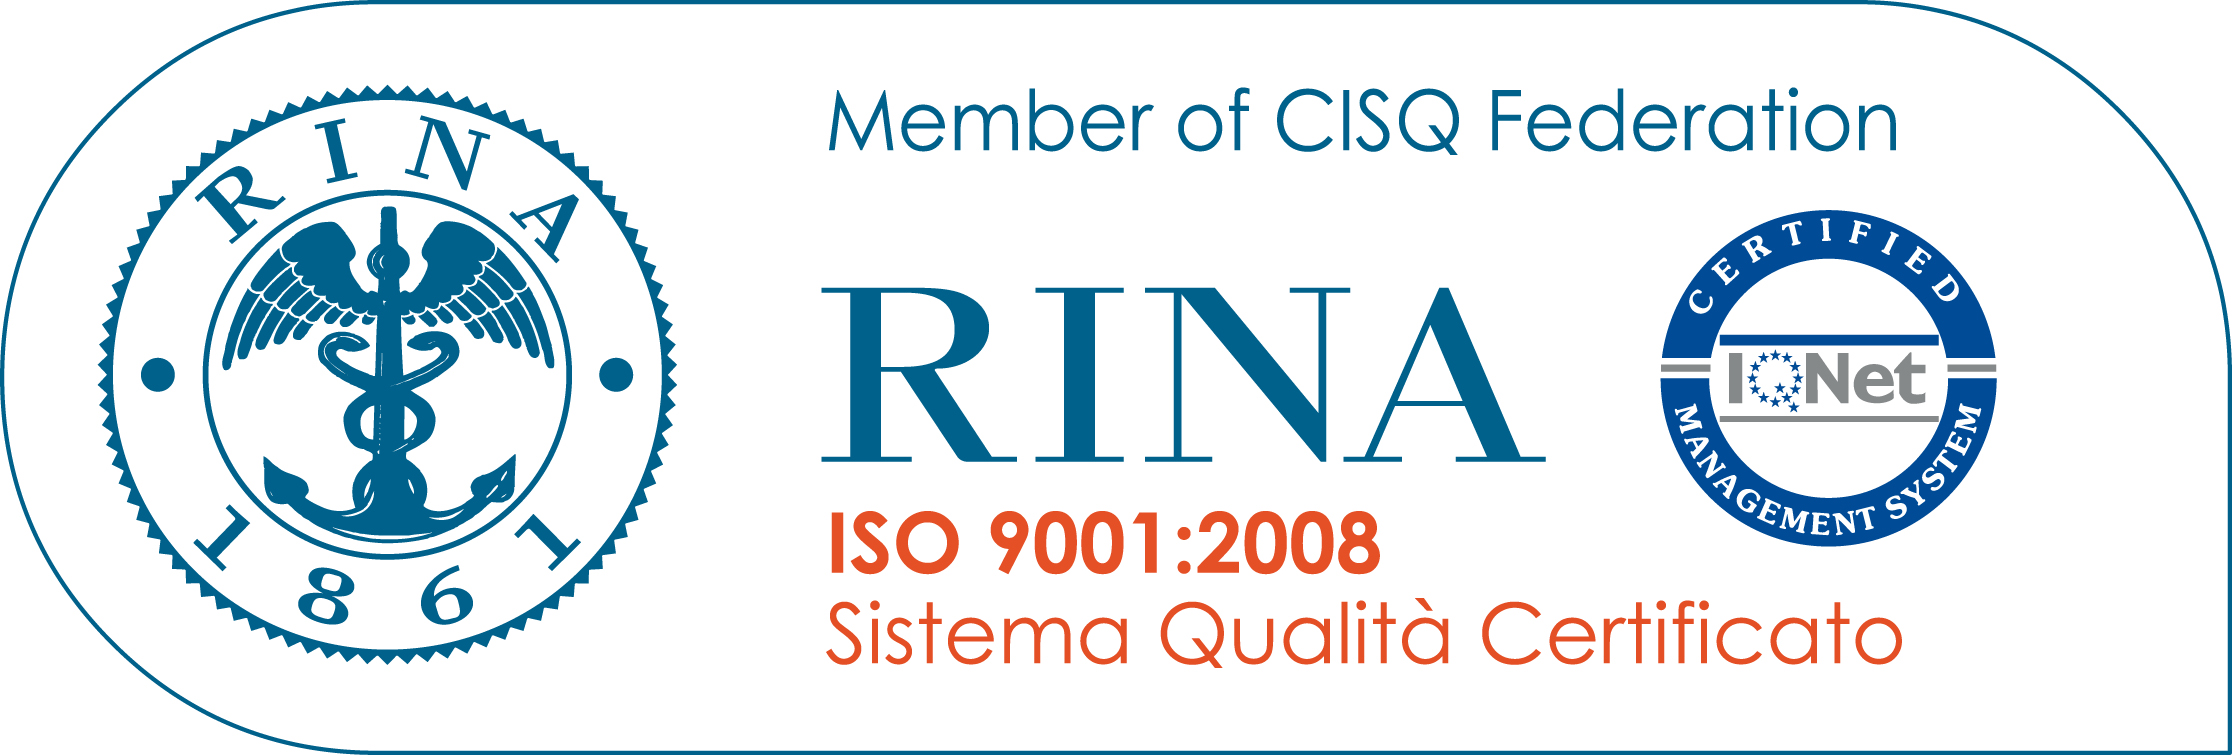 RINA
1861
Member of CISQ Federation
RINA
ISO 9001:2008
Sistema Qualità Certificato
CERTIFIED
IQNet
MANAGEMENT SYSTEM